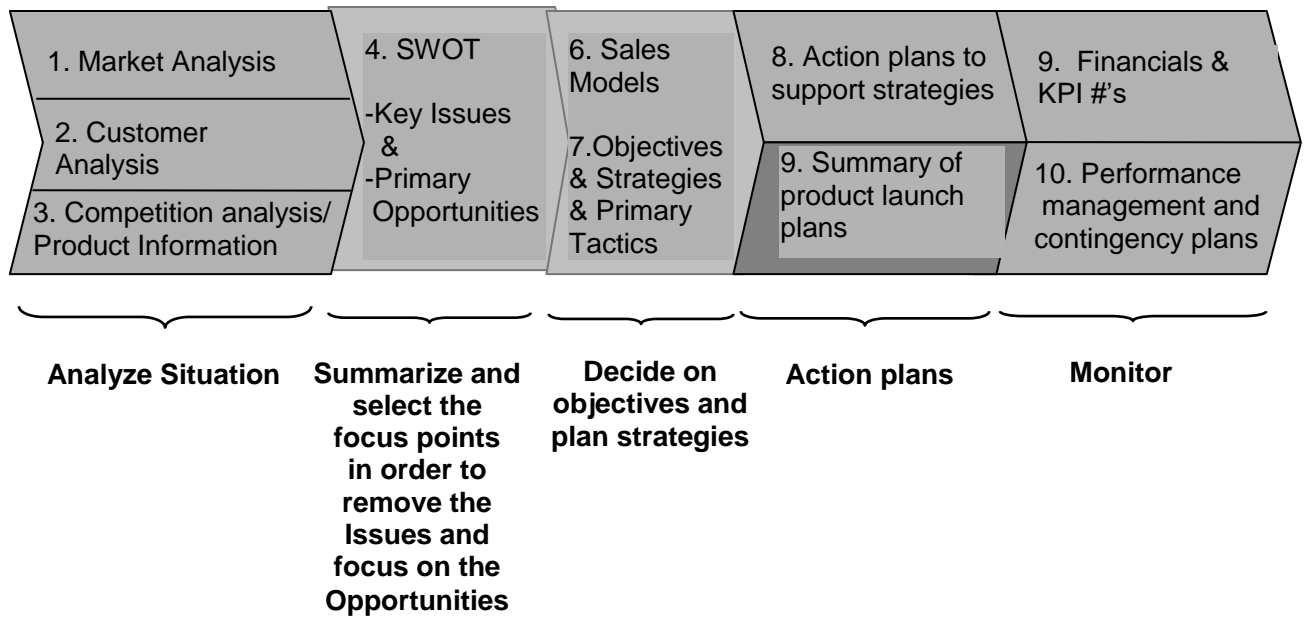 1. Market Analysis
2. Customer
Analysis
3. Competition analysis/
Product Information
4. SWOT
-Key Issues
&
-Primary
Opportunities
6. Sales
Models
7.Objectives
& Strategies
& Primary
Tactics
8. Action plans to
support strategies
9. Summary of
product launch
plans
9. Financials &
KPI #'s
10. Performance
management and
contingency plans
Analyze Situation
Summarize and
select the
focus points
in order to
remove the
Issues and
focus on the
Opportunities
Decide on
objectives and
plan strategies
Action plans
Monitor